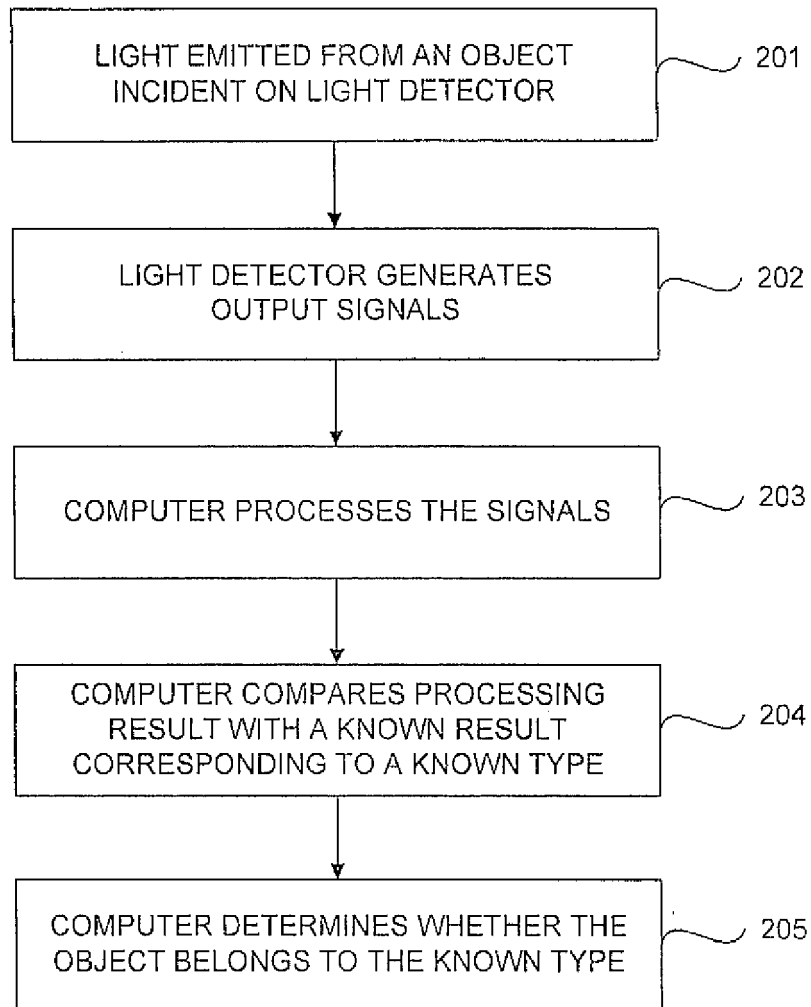 LIGHT EMITTED FROM AN OBJECT
INCIDENT ON LIGHT DETECTOR
201
LIGHT DETECTOR GENERATES
OUTPUT SIGNALS
202
COMPUTER PROCESSES THE SIGNALS
203
COMPUTER COMPARES PROCESSING
RESULT WITH A KNOWN RESULT
CORRESPONDING TO A KNOWN TYPE
204
COMPUTER DETERMINES WHETHER THE
OBJECT BELONGS TO THE KNOWN TYPE
205